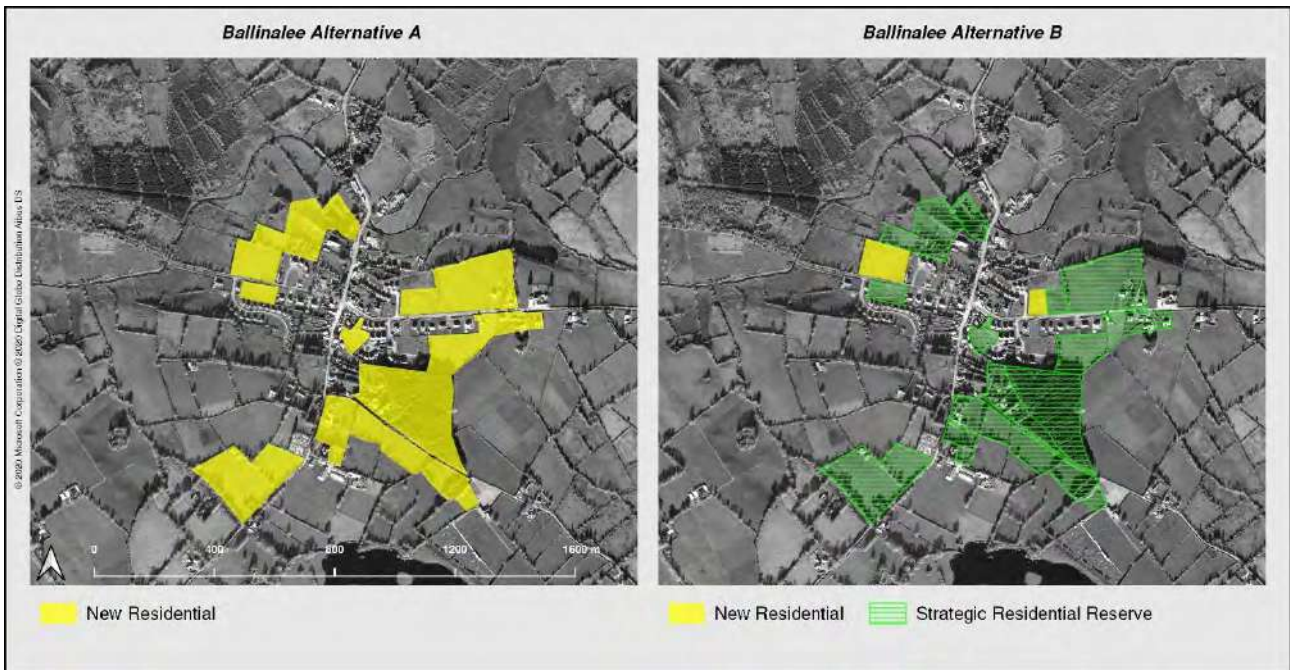 Ballinalee Alternative A
Ballinalee Alternative B
© 2020 Microsoft Corporation © 2020 Digital Globe Distribution Airbus DS
0 400 800 1200 1600 m
New Residential
New Residential
Strategic Residential Reserve